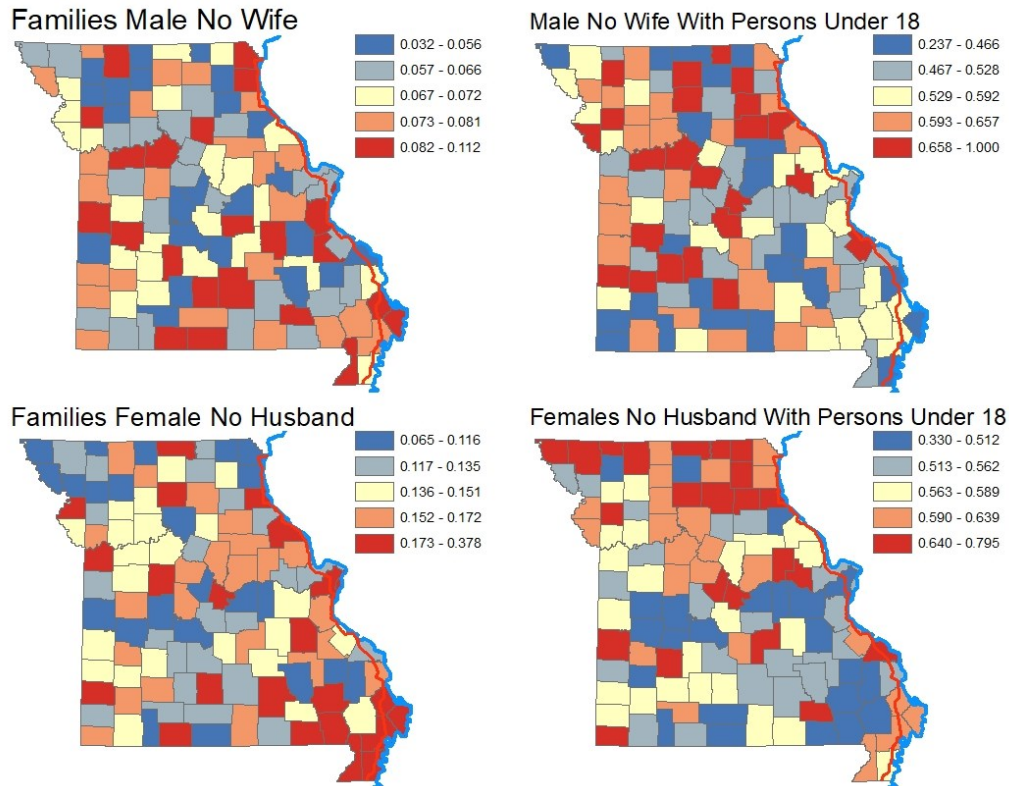 Families Male No Wife
0.032 - 0.056
0.057 - 0.066
0.067 - 0.072
0.073 - 0.081
0.082 - 0.112
Male No Wife With Persons Under 18
0.237 - 0.466
0.467 - 0.528
0.529 - 0.592
0.593 - 0.657
0.658 - 1.000
Families Female No Husband
0.065 - 0.116
0.117 - 0.135
0.136 - 0.151
0.152 - 0.172
0.173 - 0.378
Females No Husband With Persons Under 18
0.330 - 0.512
0.513 - 0.562
0.563 - 0.589
0.590 - 0.639
0.640 - 0.795